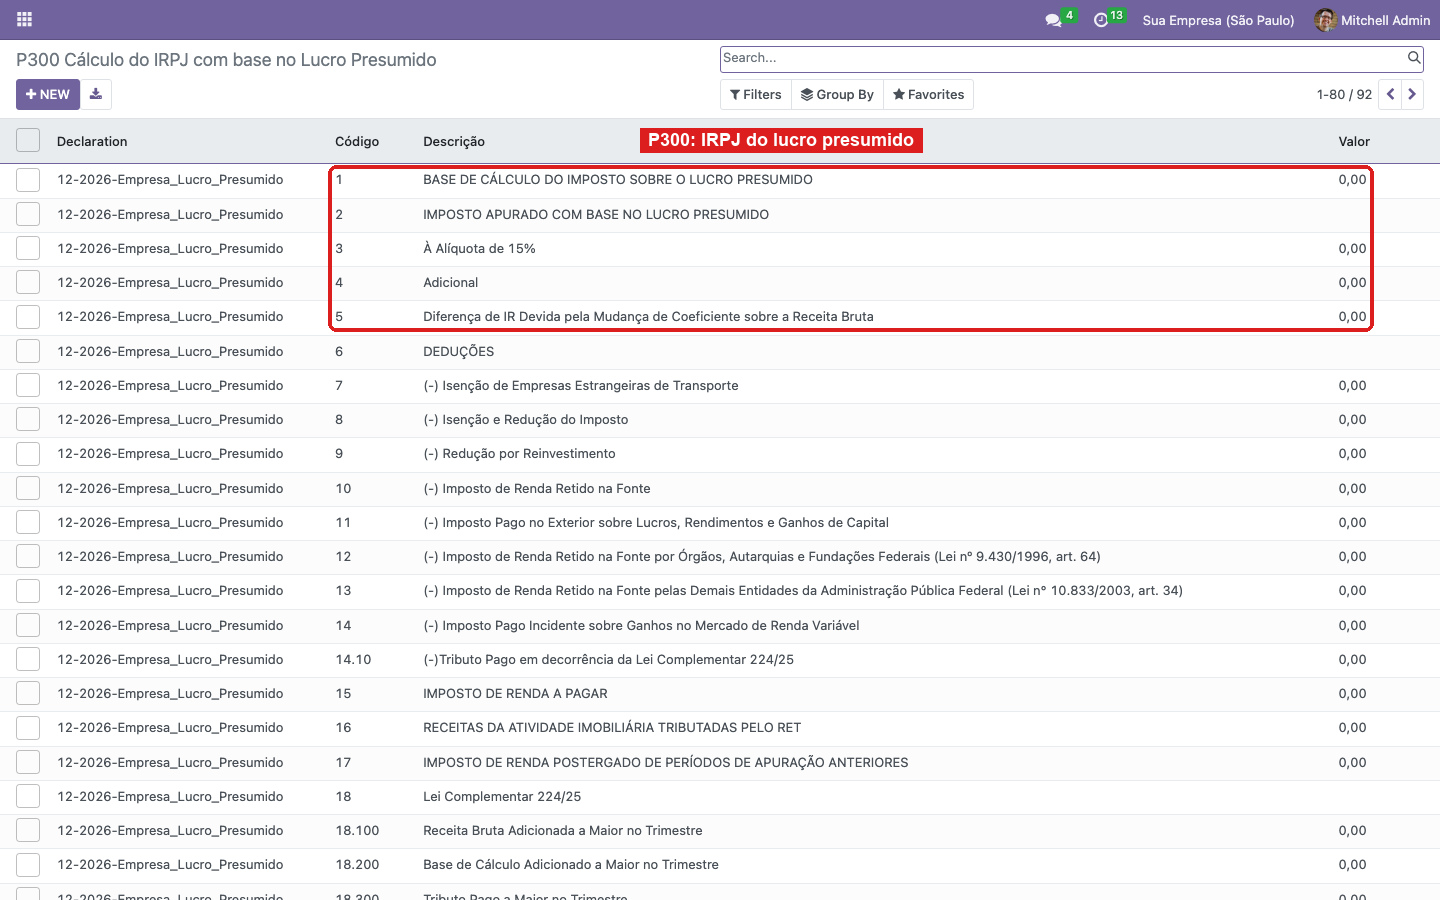 4
13
Sua Empresa (São Paulo)
Mitchell Admin
P300 Cálculo do IRPJ com base no Lucro Presumido
Search...
NEW
Filters
Group By
Favorites
1-80 / 92
Declaration Código Descrição Valor
P300: IRPJ do lucro presumido
12-2026-Empresa_Lucro_Presumido 1 BASE DE CÁLCULO DO IMPOSTO SOBRE O LUCRO PRESUMIDO 0,00
12-2026-Empresa_Lucro_Presumido 2 IMPOSTO APURADO COM BASE NO LUCRO PRESUMIDO
12-2026-Empresa_Lucro_Presumido 3 À Alíquota de 15% 0,00
12-2026-Empresa_Lucro_Presumido 4 Adicional 0,00
12-2026-Empresa_Lucro_Presumido 5 Diferença de IR Devida pela Mudança de Coeficiente sobre a Receita Bruta 0,00
12-2026-Empresa_Lucro_Presumido 6 DEDUÇÕES
12-2026-Empresa_Lucro_Presumido 7 (-) Isenção de Empresas Estrangeiras de Transporte 0,00
12-2026-Empresa_Lucro_Presumido 8 (-) Isenção e Redução do Imposto 0,00
12-2026-Empresa_Lucro_Presumido 9 (-) Redução por Reinvestimento 0,00
12-2026-Empresa_Lucro_Presumido 10 (-) Imposto de Renda Retido na Fonte 0,00
12-2026-Empresa_Lucro_Presumido 11 (-) Imposto Pago no Exterior sobre Lucros, Rendimentos e Ganhos de Capital 0,00
12-2026-Empresa_Lucro_Presumido 12 (-) Imposto de Renda Retido na Fonte por Órgãos, Autarquias e Fundações Federais (Lei nº 9.430/1996, art. 64) 0,00
12-2026-Empresa_Lucro_Presumido 13 (-) Imposto de Renda Retido na Fonte pelas Demais Entidades da Administração Pública Federal (Lei n° 10.833/2003, art. 34) 0,00
12-2026-Empresa_Lucro_Presumido 14 (-) Imposto Pago Incidente sobre Ganhos no Mercado de Renda Variável 0,00
12-2026-Empresa_Lucro_Presumido 14.10 (-)Tributo Pago em decorrência da Lei Complementar 224/25 0,00
12-2026-Empresa_Lucro_Presumido 15 IMPOSTO DE RENDA A PAGAR 0,00
12-2026-Empresa_Lucro_Presumido 16 RECEITAS DA ATIVIDADE IMOBILIÁRIA TRIBUTADAS PELO RET 0,00
12-2026-Empresa_Lucro_Presumido 17 IMPOSTO DE RENDA POSTERGADO DE PERÍODOS DE APURAÇÃO ANTERIORES 0,00
12-2026-Empresa_Lucro_Presumido 18 Lei Complementar 224/25
12-2026-Empresa_Lucro_Presumido 18.100 Receita Bruta Adicionada a Maior no Trimestre 0,00
12-2026-Empresa_Lucro_Presumido 18.200 Base de Cálculo Adicionado a Maior no Trimestre 0,00
12-2026-Empresa_Lucro_Presumido 18.300 Tributo Pago a Maior no Trimestre 0,00